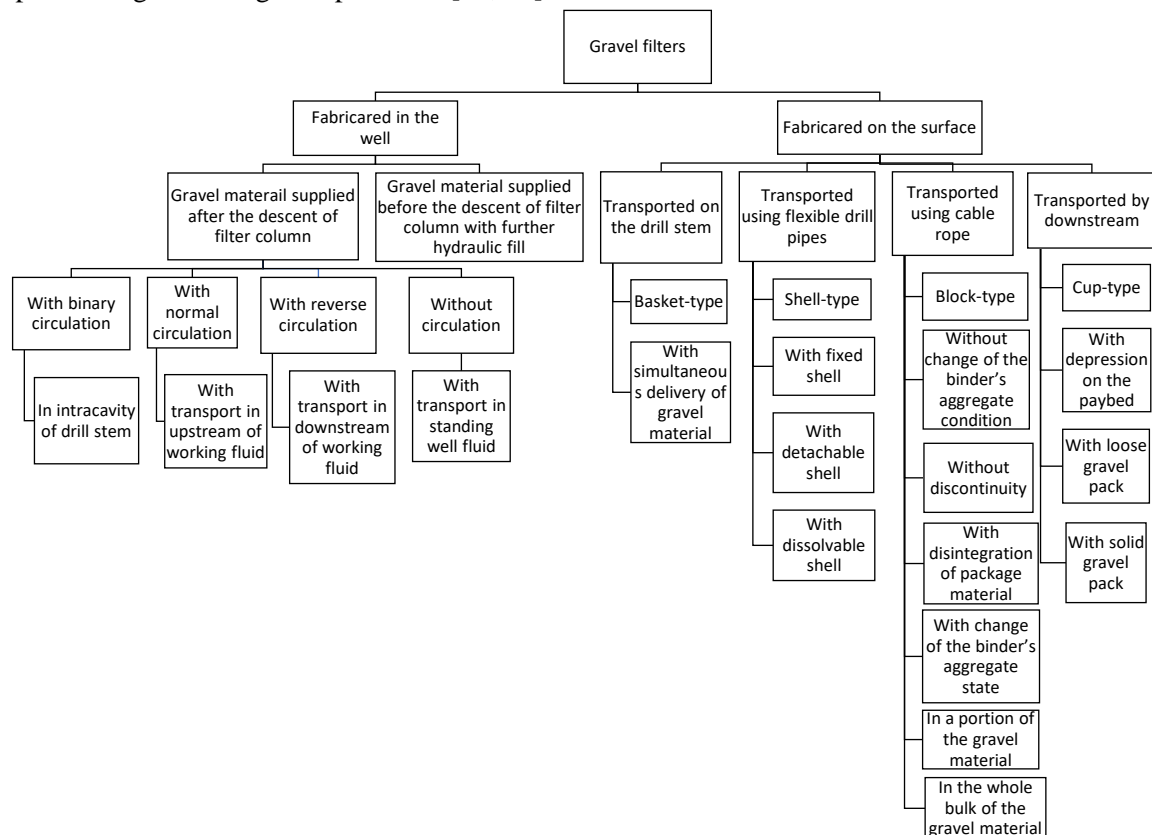 Gravel filters
Fabricared in the
well
Fabricared on the surface
Gravel materail supplied
after the descent of
filter column
Gravel material supplied
before the descent of filter
column with further
hydraulic fill
Transported on
the drill stem
Transported
using flexible drill
pipes
Transported
using cable
rope
Transported by
downstream
With binary
circulation
With
normal
circulation
With reverse
circulation
Without
circulation
Basket-type
Shell-type
Block-type
Cup-type
In intracavity
of drill stem
With
transport in
upstream of
working fluid
With
transport in
downstream
of working
fluid
With
transport in
standing
well fluid
With
simultaneou
s delivery of
gravel
material
With fixed
shell
Without
change of the
binder’s
aggregate
condition
With
depression
on the
paybed
With
detachable
shell
Without
discontinuity
With loose
gravel
pack
With
dissolvable
shell
With
disintegration
of package
material
With solid
gravel
pack
With change
of the binder’s
aggregate
state
In a portion
of the gravel
material
In the whole
bulk of the
gravel material